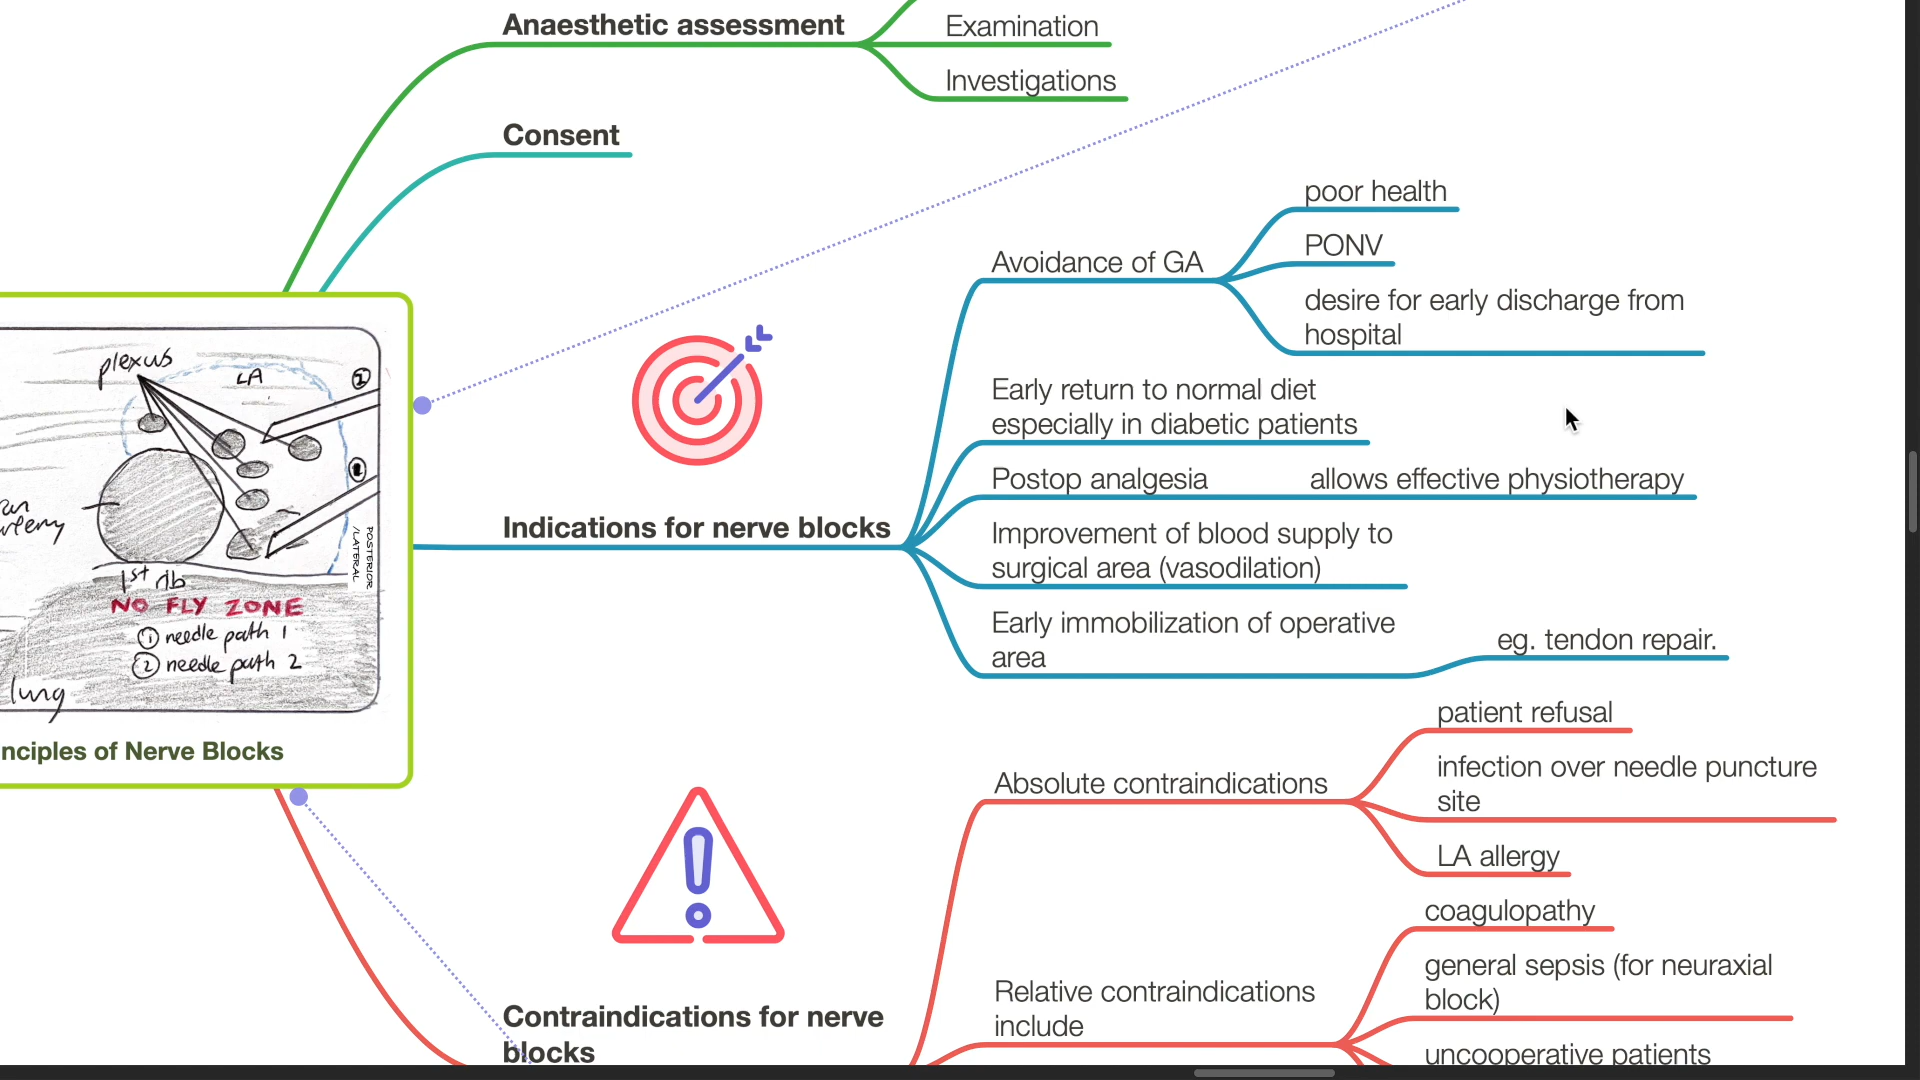 Anaesthetic assessment
Examination
Investigations
Consent
Indications for nerve blocks
Avoidance of GA
poor health
PONV
desire for early discharge from
hospital
Early return to normal diet
especially in diabetic patients
Postop analgesia
allows effective physiotherapy
Improvement of blood supply to
surgical area (vasodilation)
Early immobilization of operative
area
eg. tendon repair.
plexus
LA
2
POSTERIOR
/LATERAL
1st rib
NO FLY ZONE
① needle path 1
② needle path 2
lung
nciples of Nerve Blocks
Contraindications for nerve
blocks
Absolute contraindications
patient refusal
infection over needle puncture
site
LA allergy
Relative contraindications
include
coagulopathy
general sepsis (for neuraxial
block)
uncooperative patients